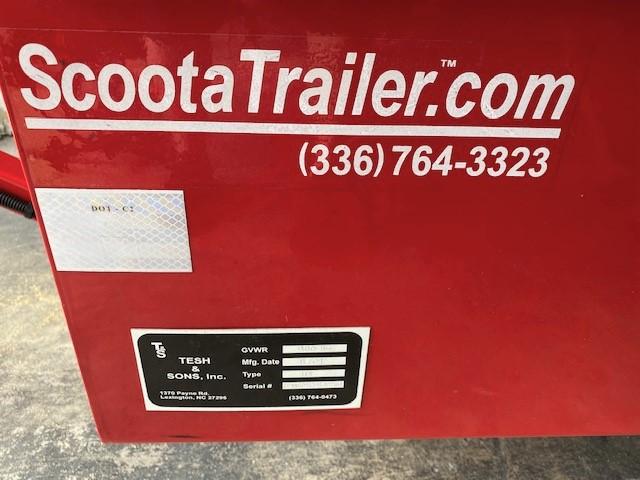 ScootaTrailer.com™
(336) 764-3323
DOT-C2
T&S
TESH
&
SONS, Inc.
1370 Payne Rd.
Lexington, NC 27295
GVWR
Mfg. Date
Type
Serial #
(336) 764-0473